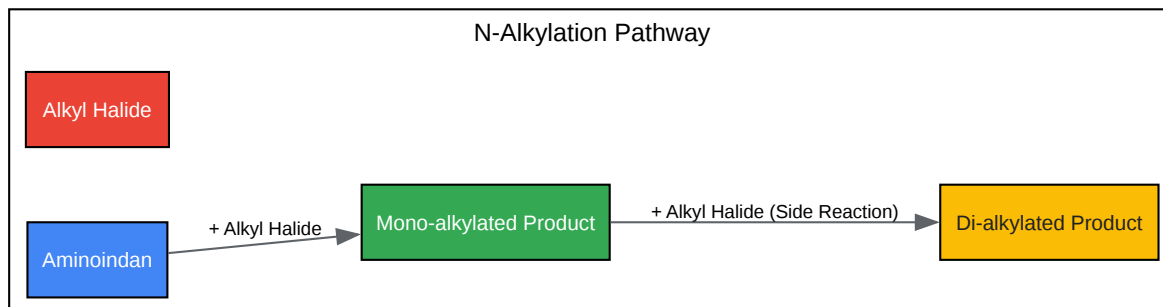 N-Alkylation Pathway
Alkyl Halide
Aminoindan
+ Alkyl Halide
Mono-alkylated Product
+ Alkyl Halide (Side Reaction)
Di-alkylated Product